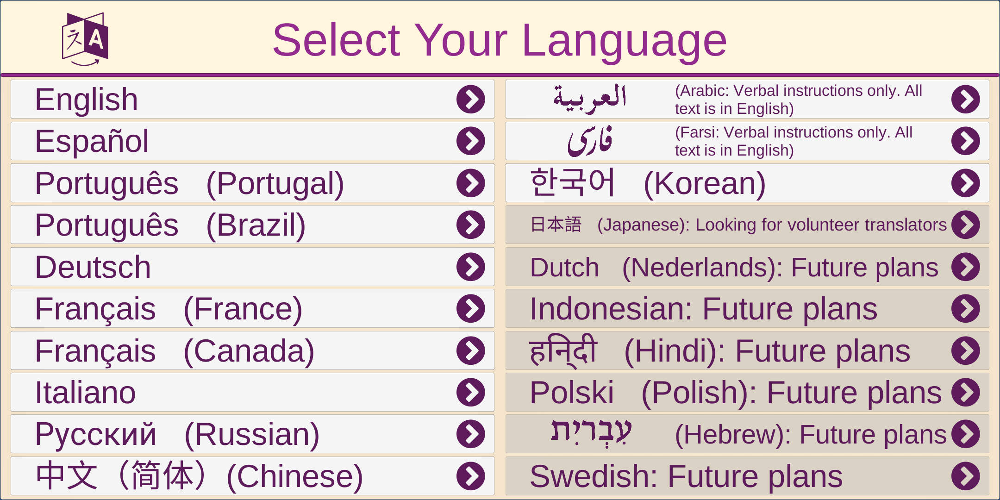 Select Your Language
English
Español
Português (Portugal)
Português (Brazil)
Deutsch
Français (France)
Français (Canada)
Italiano
Русский (Russian)
中文（简体）(Chinese)
العربية (Arabic: Verbal instructions only. All
text is in English)
فارسی (Farsi: Verbal instructions only. All
text is in English)
한국어 (Korean)
日本語 (Japanese): Looking for volunteer translators
Dutch (Nederlands): Future plans
Indonesian: Future plans
हिन्दी (Hindi): Future plans
Polski (Polish): Future plans
עִבְרִית (Hebrew): Future plans
Swedish: Future plans